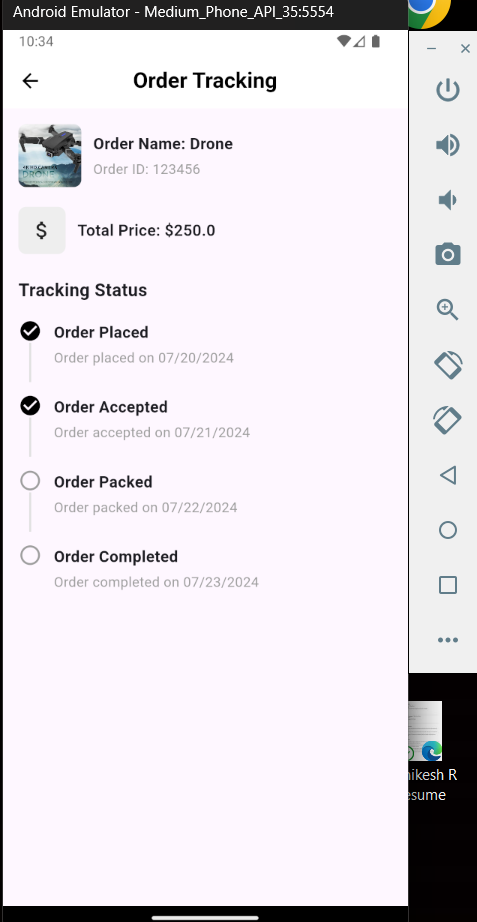 Android Emulator - Medium_Phone_API_35:5554
10:34
Order Tracking
Order Name: Drone
Order ID: 123456
DRONE
$
Total Price: $250.0
Tracking Status
Order Placed
Order placed on 07/20/2024
Order Accepted
Order accepted on 07/21/2024
Order Packed
Order packed on 07/22/2024
Order Completed
Order completed on 07/23/2024
nikesh R
esume